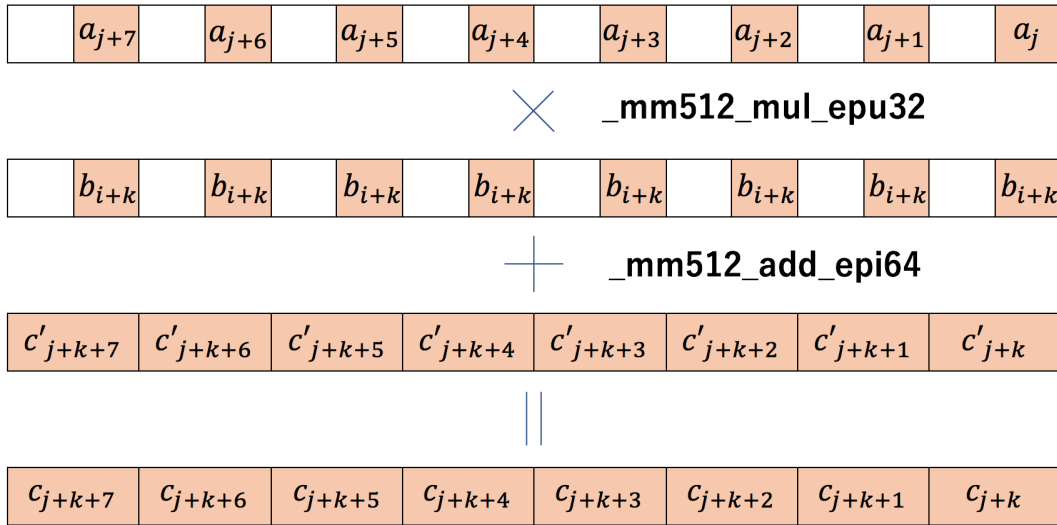 a_{j+7} a_{j+6} a_{j+5} a_{j+4} a_{j+3} a_{j+2} a_{j+1} a_j
× _mm512_mul_epu32
b_{i+k} b_{i+k} b_{i+k} b_{i+k} b_{i+k} b_{i+k} b_{i+k} b_{i+k}
+ _mm512_add_epi64
c'_{j+k+7} c'_{j+k+6} c'_{j+k+5} c'_{j+k+4} c'_{j+k+3} c'_{j+k+2} c'_{j+k+1} c'_{j+k}
||
c_{j+k+7} c_{j+k+6} c_{j+k+5} c_{j+k+4} c_{j+k+3} c_{j+k+2} c_{j+k+1} c_{j+k}